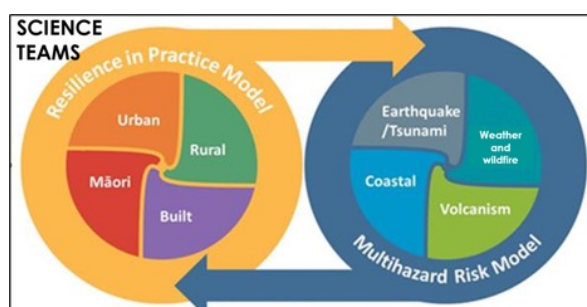 SCIENCE
TEAMS
Resilience in Practice Model
Urban
Rural
Māori
Built
Earthquake
/Tsunami
Weather
and
wildfire
Coastal
Volcanism
Multihazard Risk Model